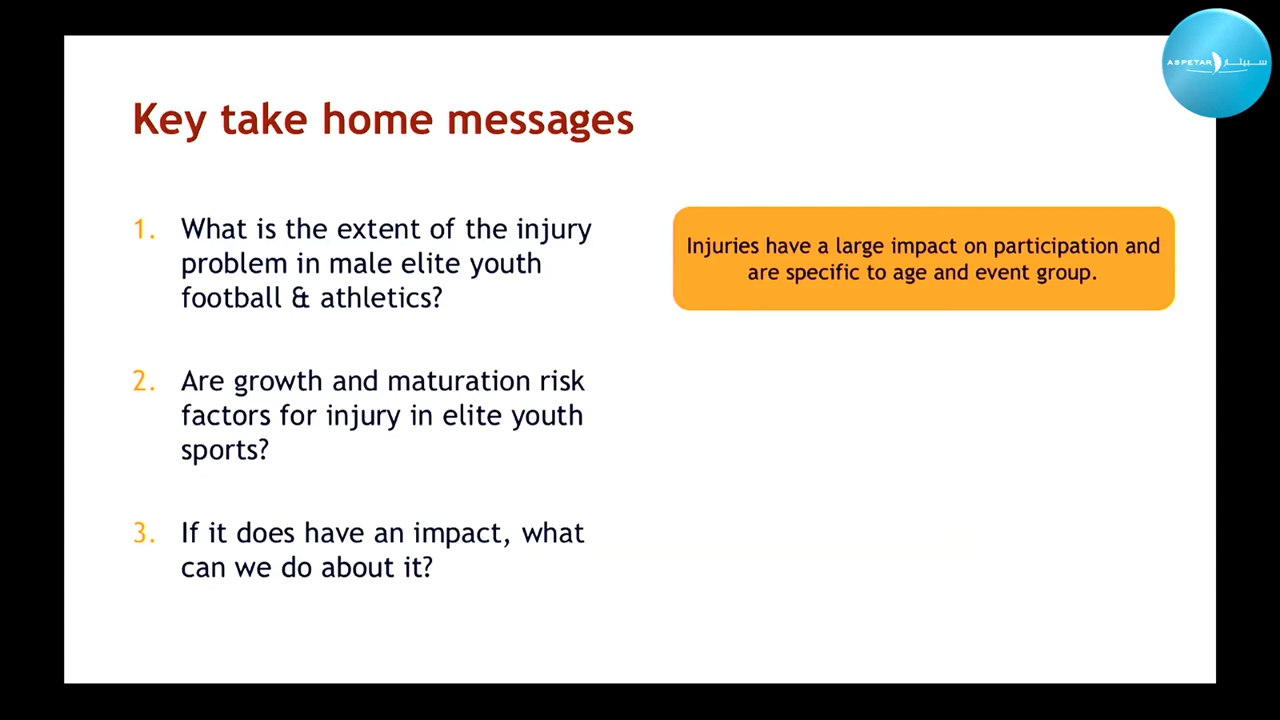 ASPETAR سبيتار
Key take home messages
1. What is the extent of the injury
problem in male elite youth
football & athletics?
Injuries have a large impact on participation and
are specific to age and event group.
2. Are growth and maturation risk
factors for injury in elite youth
sports?
3. If it does have an impact, what
can we do about it?